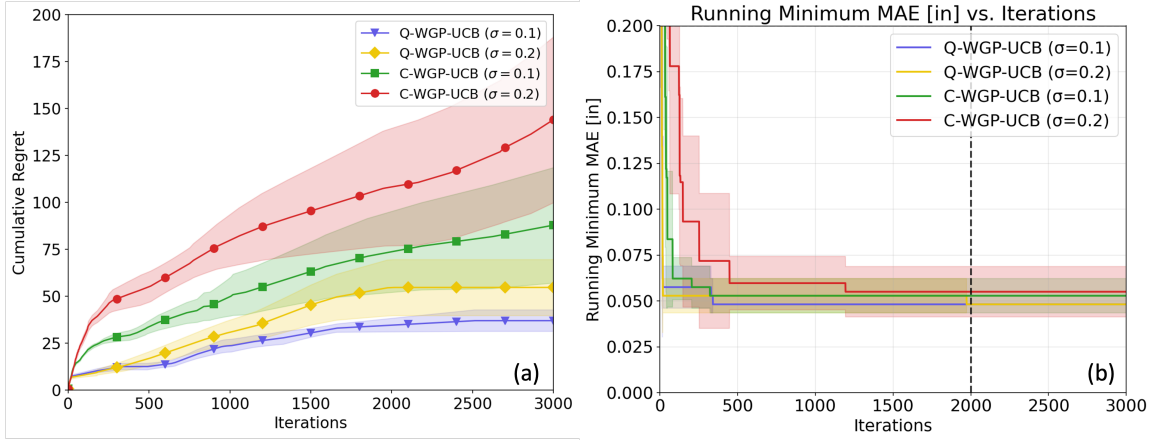 200
175
150
125
100
75
50
25
0
Cumulative Regret
Q-WGP-UCB (σ = 0.1)
Q-WGP-UCB (σ = 0.2)
C-WGP-UCB (σ = 0.1)
C-WGP-UCB (σ = 0.2)
(a)
0 500 1000 1500 2000 2500 3000
Iterations
Running Minimum MAE [in] vs. Iterations
0.200
0.175
0.150
0.125
0.100
0.075
0.050
0.025
0.000
Running Minimum MAE [in]
Q-WGP-UCB (σ=0.1)
Q-WGP-UCB (σ=0.2)
C-WGP-UCB (σ=0.1)
C-WGP-UCB (σ=0.2)
(b)
0 500 1000 1500 2000 2500 3000
Iterations